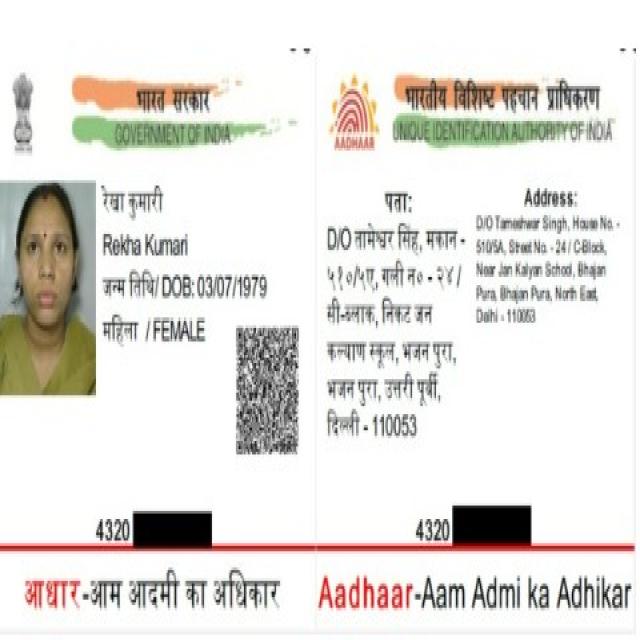 भारत सरकार
GOVERNMENT OF INDIA
रेखा कुमारी
Rekha Kumari
जन्म तिथि/ DOB: 03/07/1979
महिला / FEMALE
4320
आधार-आम आदमी का अधिकार
भारतीय विशिष्ट पहचान प्राधिकरण
UNIQUE IDENTIFICATION AUTHORITY OF INDIA
AADHAAR
पता:
D/O तामेश्वर सिंह, मकान -
५१०/५ए, गली न० - २४ /
सी-ब्लाक, निकट जन
कल्याण स्कूल, भजन पुरा,
भजन पुरा, उत्तरी पूर्वी,
दिल्ली - 110053
Address:
D/O Tameshwar Singh, House No. -
510/5A, Street No. - 24 / C-Block,
Near Jan Kalyan School, Bhajan
Pura, Bhajan Pura, North East,
Delhi - 110053
4320
Aadhaar-Aam Admi ka Adhikar